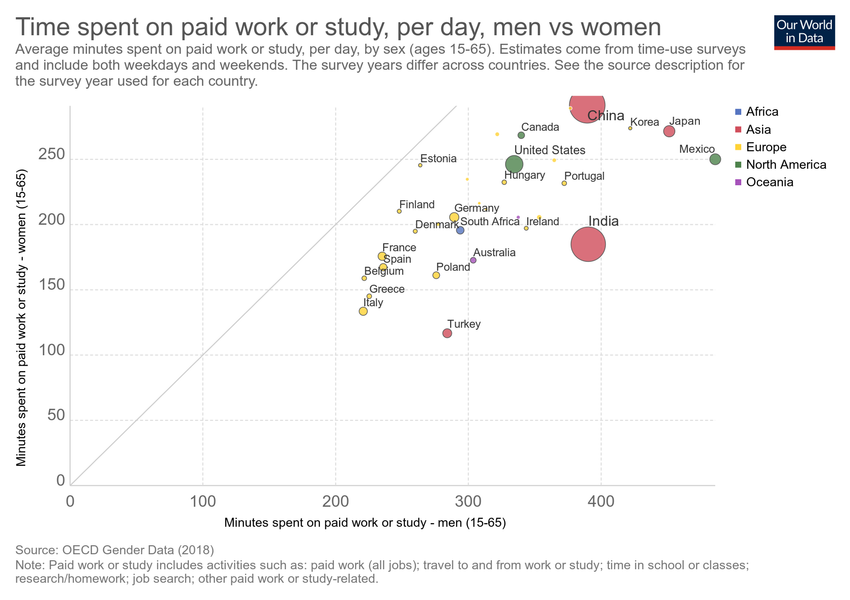 Time spent on paid work or study, per day, men vs women
Our World
in Data
Average minutes spent on paid work or study, per day, by sex (ages 15-65). Estimates come from time-use surveys
and include both weekdays and weekends. The survey years differ across countries. See the source description for
the survey year used for each country.
Minutes spent on paid work or study - women (15-65)
250
200
150
100
50
0
0
100
200
300
400
Minutes spent on paid work or study - men (15-65)
China
Canada
Korea
Japan
Mexico
United States
Estonia
Hungary
Portugal
Finland
Germany
Denmark
South Africa
Ireland
India
France
Spain
Australia
Belgium
Poland
Greece
Italy
Turkey
Africa
Asia
Europe
North America
Oceania
Source: OECD Gender Data (2018)
Note: Paid work or study includes activities such as: paid work (all jobs); travel to and from work or study; time in school or classes;
research/homework; job search; other paid work or study-related.